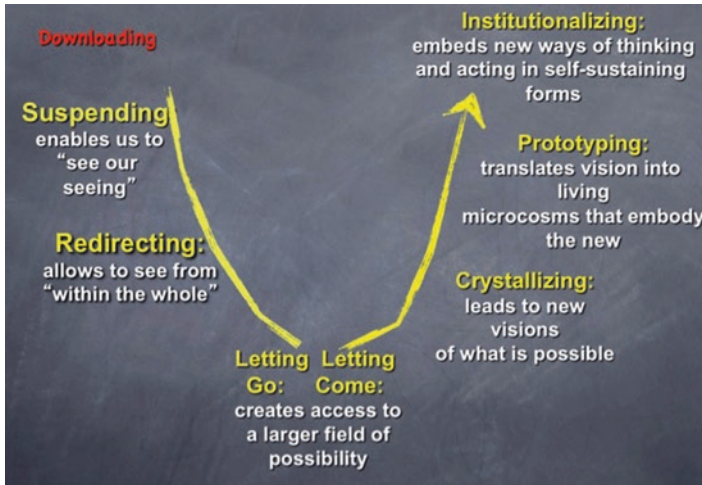 Downloading
Suspending
enables us to
“see our
seeing”
Redirecting:
allows to see from
“within the whole”
Letting Letting
Go: Come:
creates access to
a larger field of
possibility
Crystallizing:
leads to new
visions
of what is possible
Prototyping:
translates vision into
living
microcosms that embody
the new
Institutionalizing:
embeds new ways of thinking
and acting in self-sustaining
forms